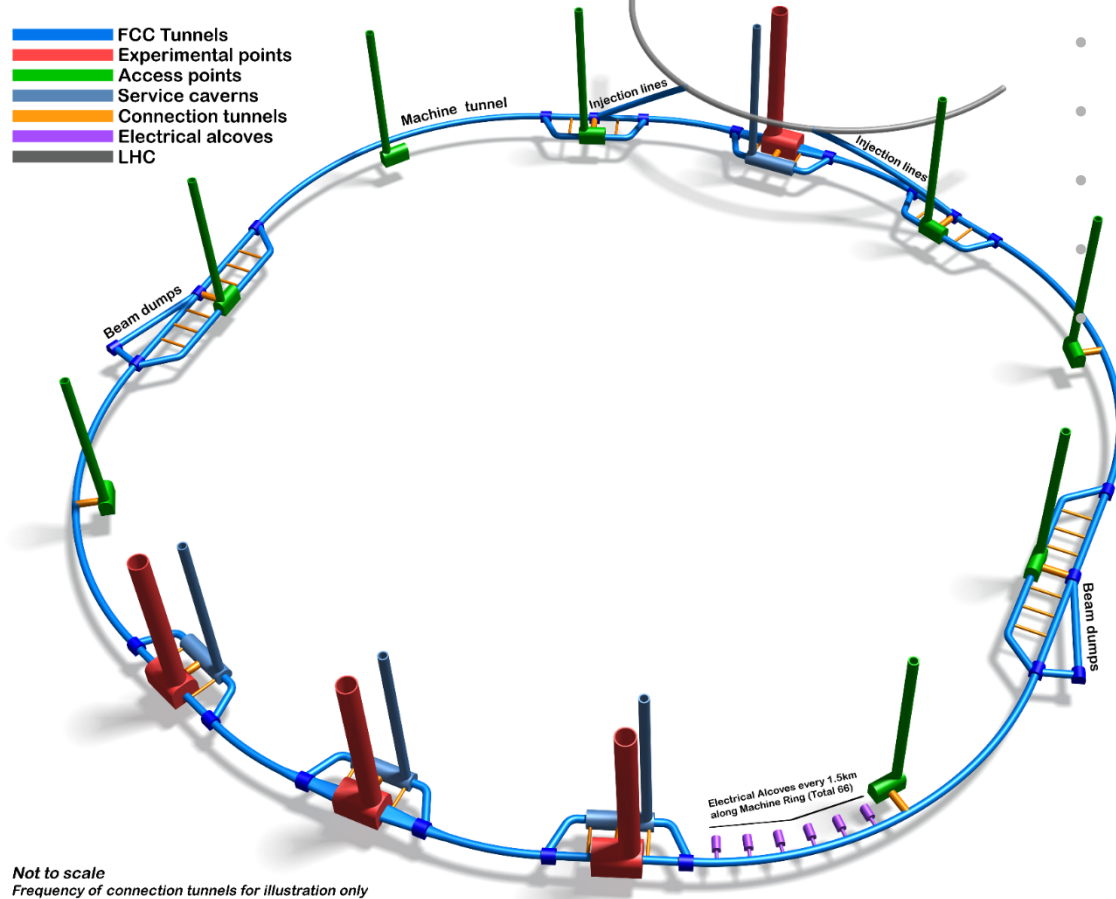 FCC Tunnels
Experimental points
Access points
Service caverns
Connection tunnels
Electrical alcoves
LHC
Machine tunnel
Injection lines
Injection lines
Beam dumps
Beam dumps
Electrical Alcoves every 1.5km
along Machine Ring (Total 66)
Not to scale
Frequency of connection tunnels for illustration only